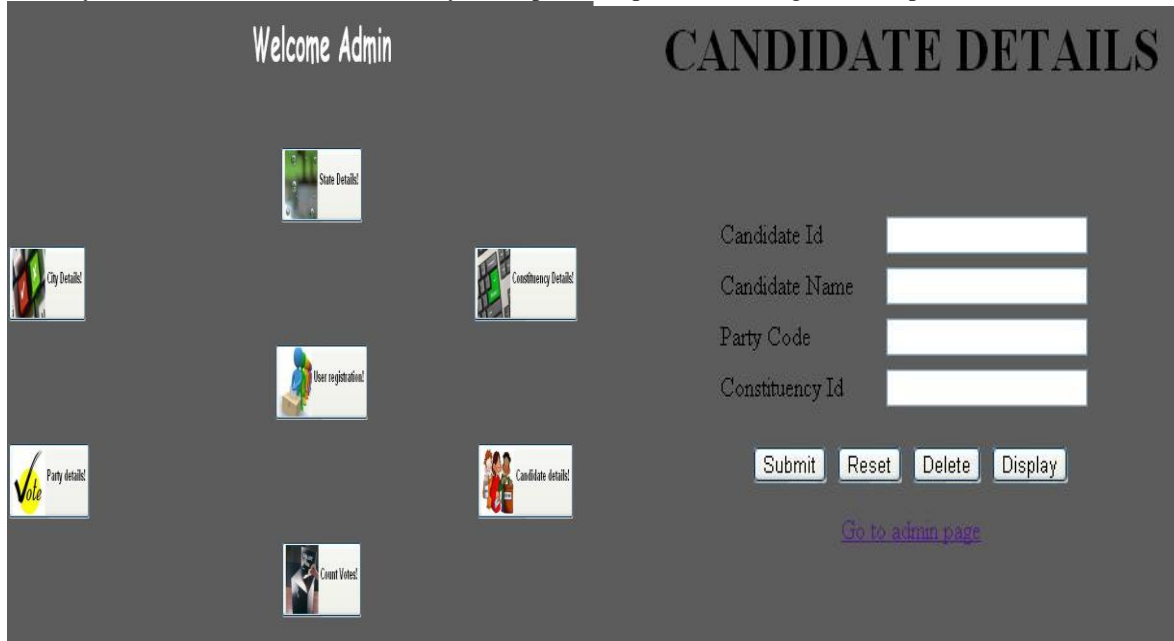 Welcome Admin
State Details!
City Details!
Constituency Details!
User registration!
Party details!
Vote
Candidate details!
Count Votes!
CANDIDATE DETAILS
Candidate Id
Candidate Name
Party Code
Constituency Id
Submit Reset Delete Display
Go to admin page